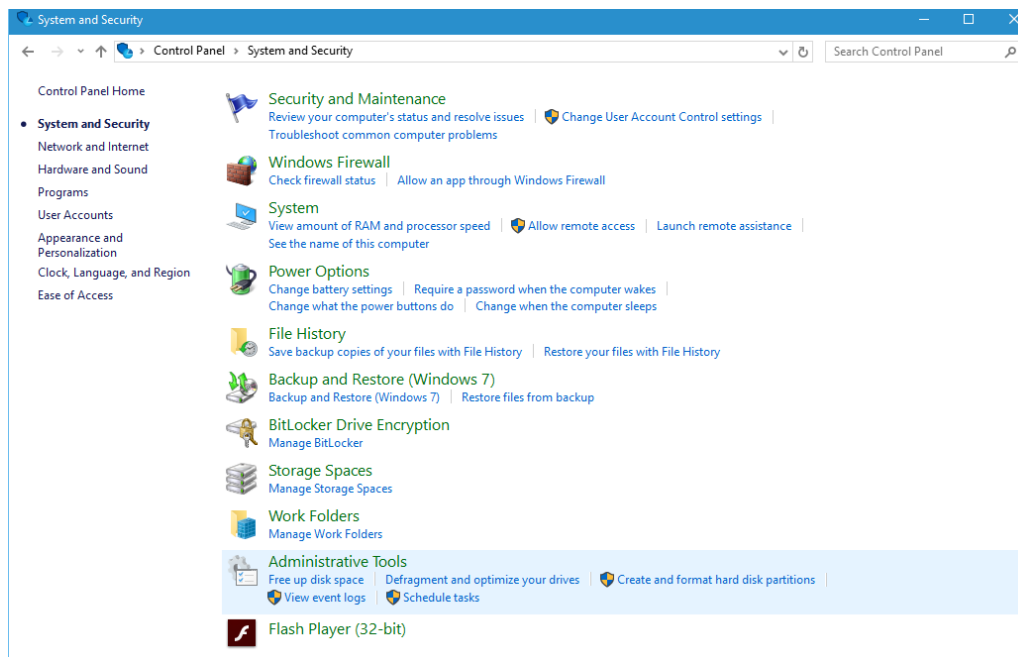 System and Security
Control Panel > System and Security
Search Control Panel
Control Panel Home
System and Security
Network and Internet
Hardware and Sound
Programs
User Accounts
Appearance and
Personalization
Clock, Language, and Region
Ease of Access
Security and Maintenance
Review your computer's status and resolve issues
Change User Account Control settings
Troubleshoot common computer problems
Windows Firewall
Check firewall status
Allow an app through Windows Firewall
System
View amount of RAM and processor speed
Allow remote access
Launch remote assistance
See the name of this computer
Power Options
Change battery settings
Require a password when the computer wakes
Change what the power buttons do
Change when the computer sleeps
File History
Save backup copies of your files with File History
Restore your files with File History
Backup and Restore (Windows 7)
Backup and Restore (Windows 7)
Restore files from backup
BitLocker Drive Encryption
Manage BitLocker
Storage Spaces
Manage Storage Spaces
Work Folders
Manage Work Folders
Administrative Tools
Free up disk space
Defragment and optimize your drives
Create and format hard disk partitions
View event logs
Schedule tasks
Flash Player (32-bit)